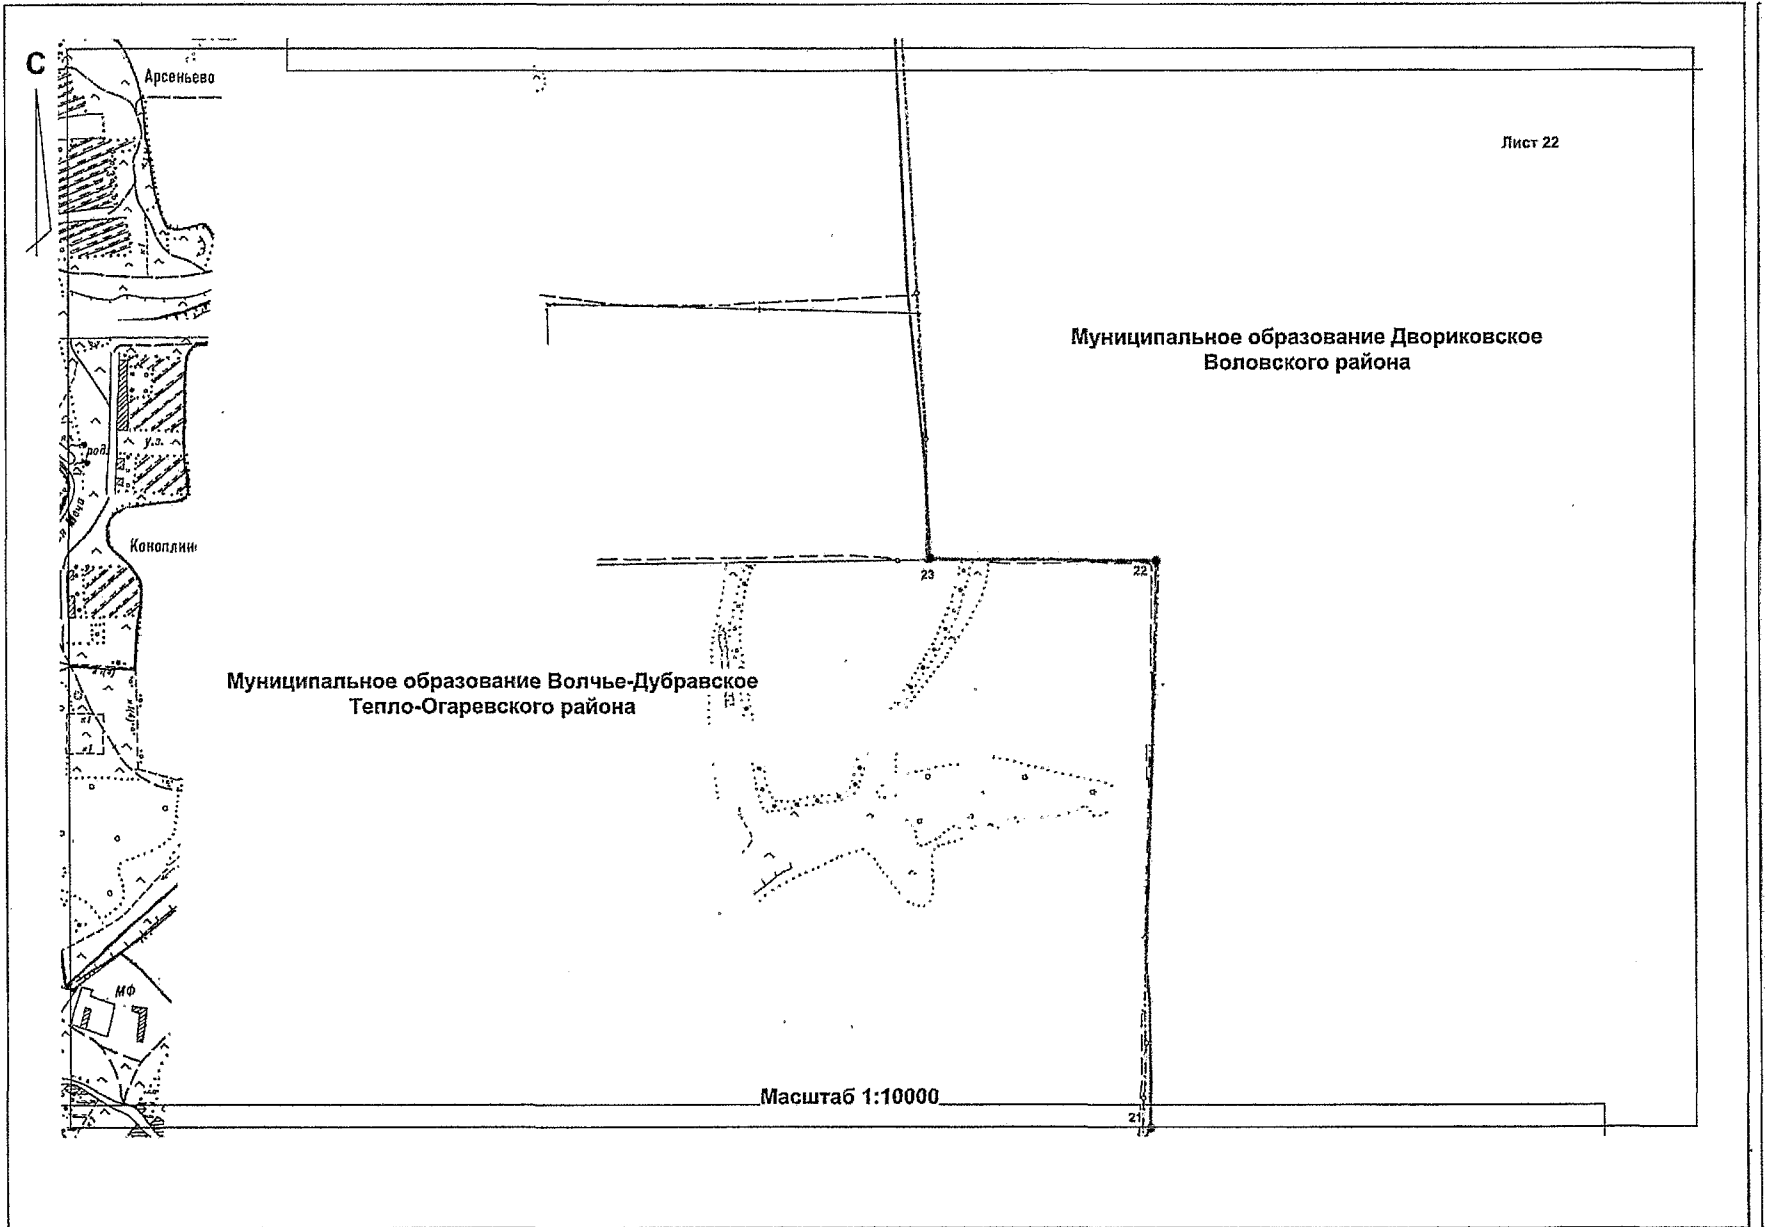 С
Арсеньево
Лист 22
Муниципальное образование Двориковское
Воловского района
у.з.
род.
Моча
Коноплин
23
22
Муниципальное образование Волчье-Дубравское
Тепло-Огаревского района
МФ
Масштаб 1:10000
21